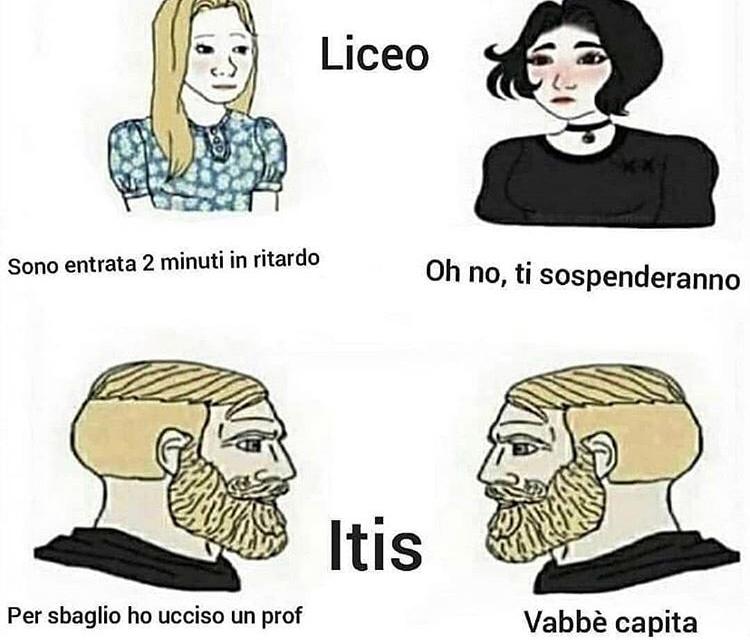 Liceo
Sono entrata 2 minuti in ritardo
Oh no, ti sospenderanno
Itis
Per sbaglio ho ucciso un prof
Vabbè capita